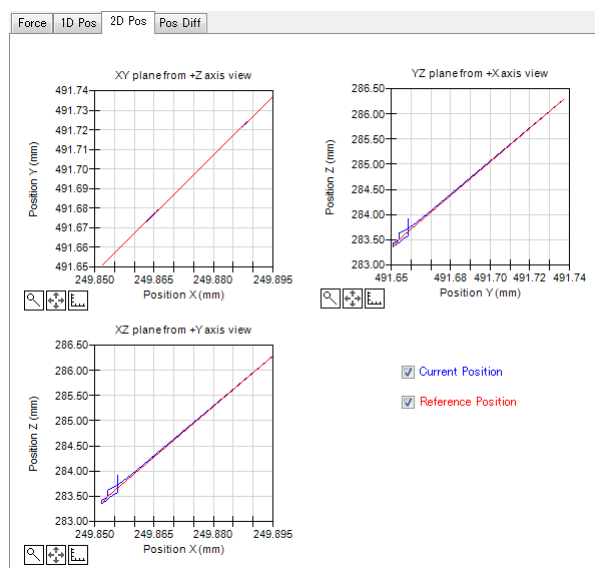 Force 1D Pos 2D Pos Pos Diff
XY plane from +Z axis view
491.74
491.73
491.72
491.71
491.70
491.69
491.68
491.67
491.66
491.65
Position Y (mm)
249.850 249.865 249.880 249.895
Position X (mm)
YZ plane from +X axis view
286.50
286.00
285.50
285.00
284.50
284.00
283.50
283.00
Position Z (mm)
491.65 491.68 491.70 491.72 491.74
Position Y (mm)
XZ plane from +Y axis view
286.50
286.00
285.50
285.00
284.50
284.00
283.50
283.00
Position Z (mm)
249.850 249.865 249.880 249.895
Position X (mm)
Current Position
Reference Position